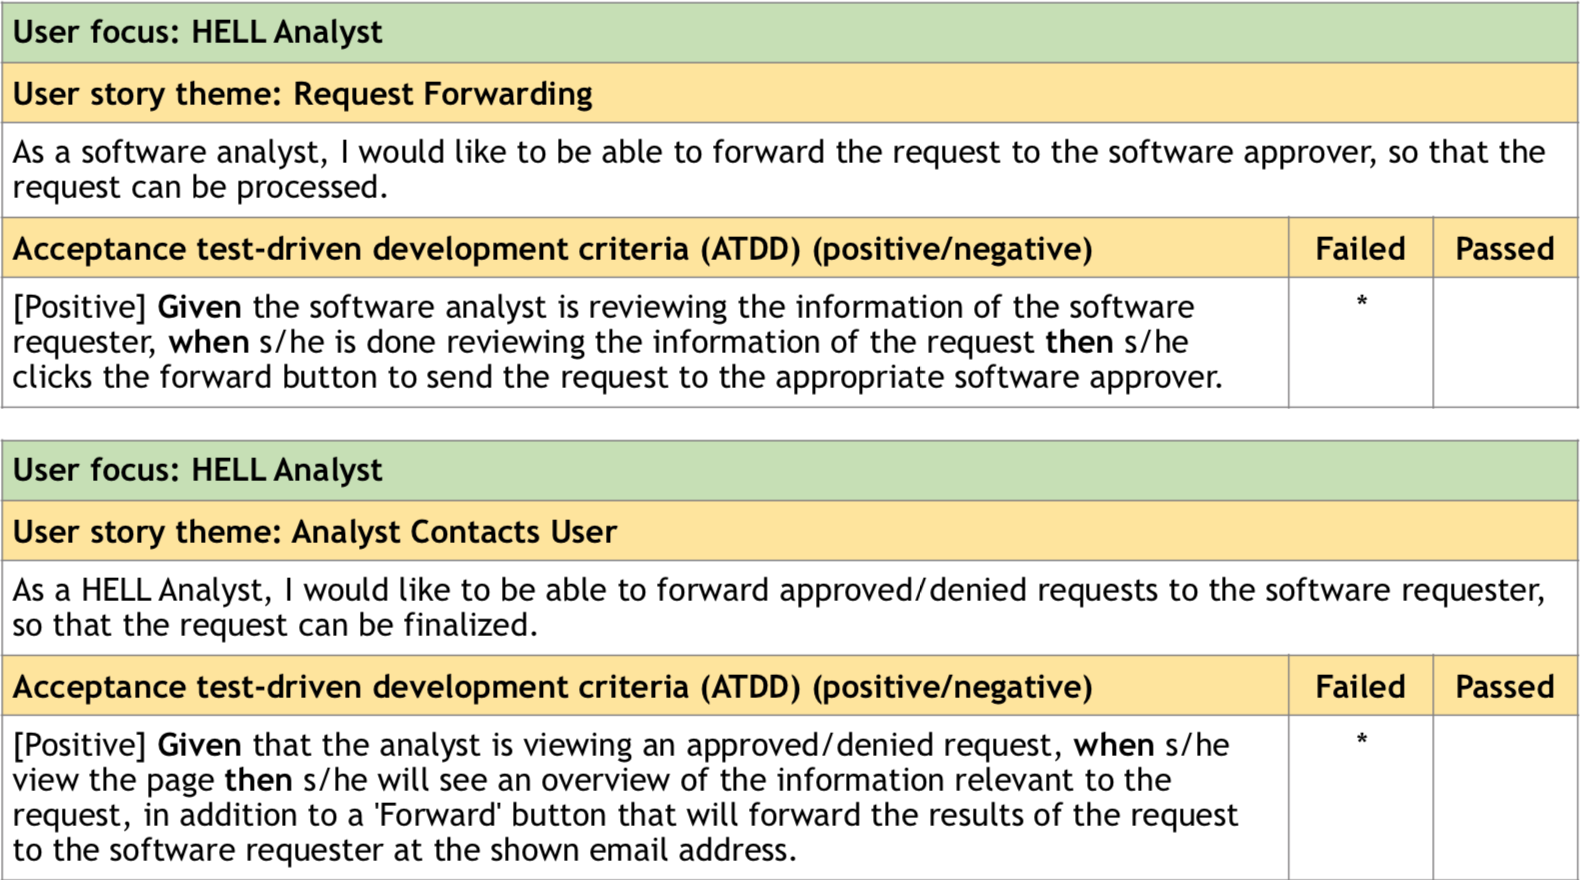 User focus: HELL Analyst
User story theme: Request Forwarding
As a software analyst, I would like to be able to forward the request to the software approver, so that the
request can be processed.
Acceptance test-driven development criteria (ATDD) (positive/negative) Failed Passed
[Positive] Given the software analyst is reviewing the information of the software *
requester, when s/he is done reviewing the information of the request then s/he
clicks the forward button to send the request to the appropriate software approver.
User focus: HELL Analyst
User story theme: Analyst Contacts User
As a HELL Analyst, I would like to be able to forward approved/denied requests to the software requester,
so that the request can be finalized.
Acceptance test-driven development criteria (ATDD) (positive/negative) Failed Passed
[Positive] Given that the analyst is viewing an approved/denied request, when s/he *
view the page then s/he will see an overview of the information relevant to the
request, in addition to a 'Forward' button that will forward the results of the request
to the software requester at the shown email address.